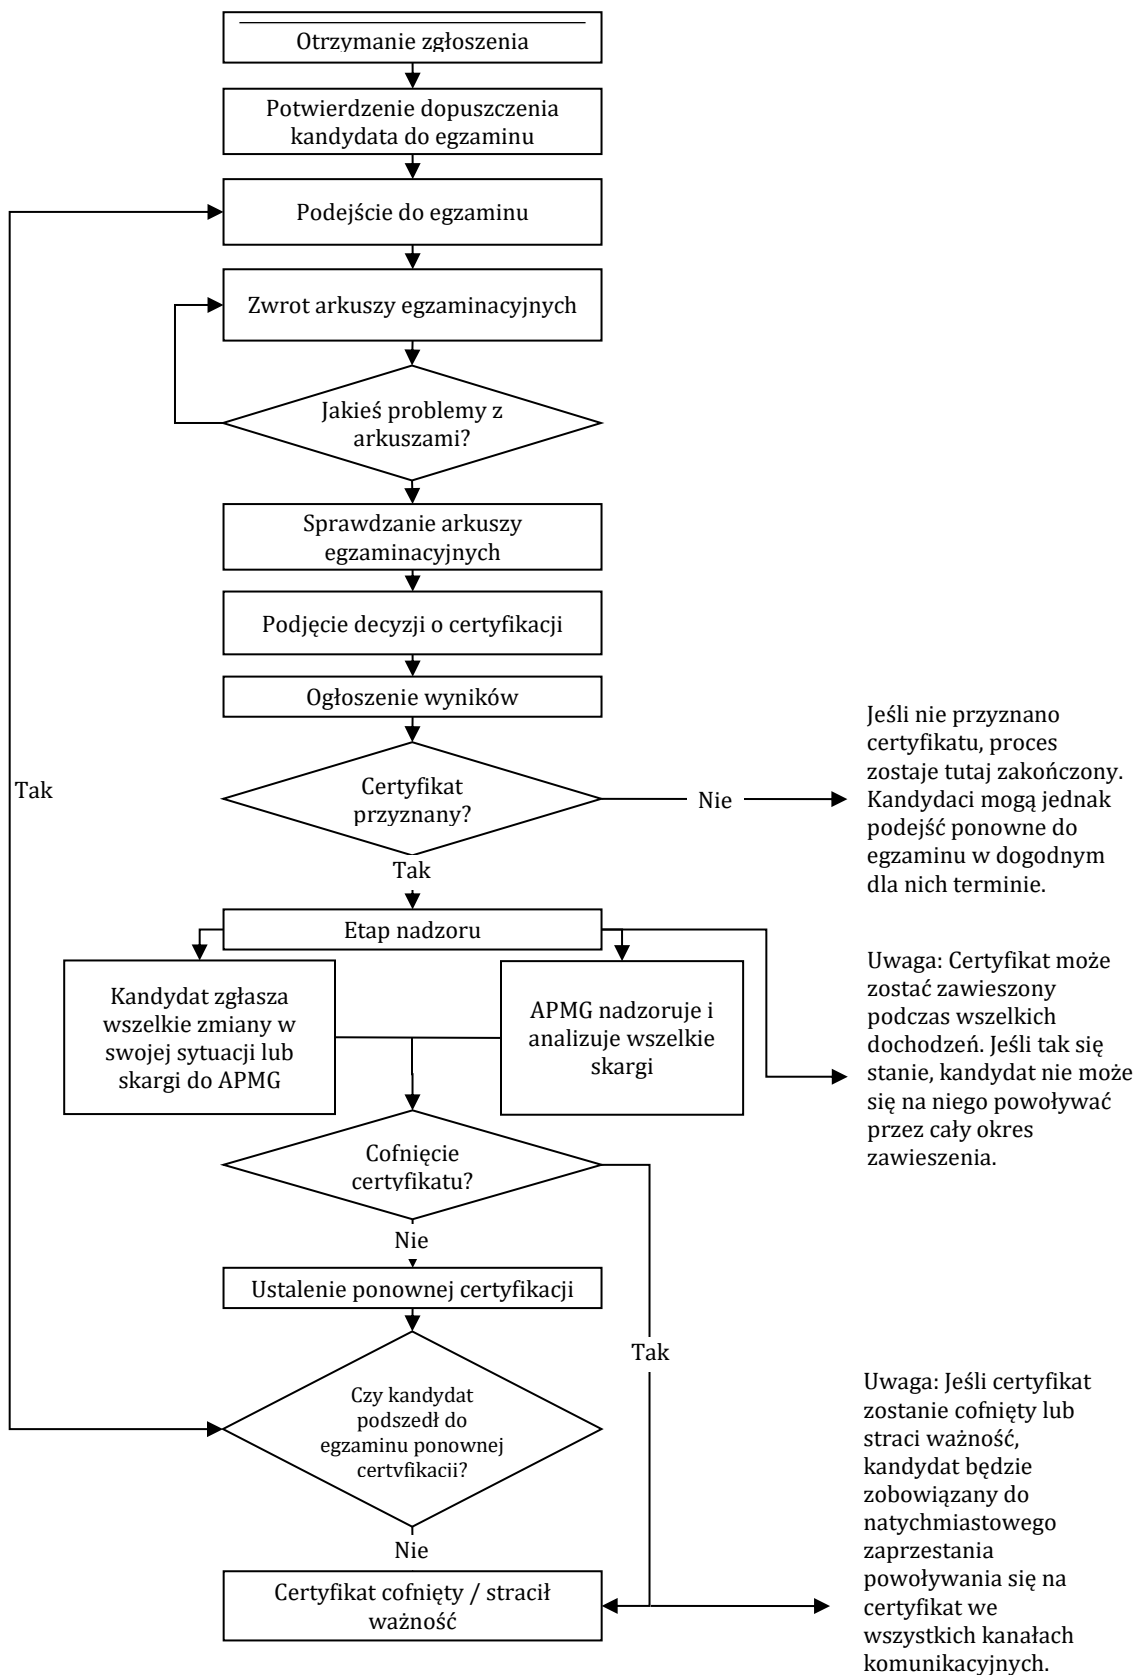 Otrzymanie zgłoszenia
Potwierdzenie dopuszczenia
kandydata do egzaminu
Podejście do egzaminu
Zwrot arkuszy egzaminacyjnych
Jakieś problemy z
arkuszami?
Sprawdzanie arkuszy
egzaminacyjnych
Podjęcie decyzji o certyfikacji
Ogłoszenie wyników
Certyfikat
przyznany?
Nie
Jeśli nie przyznano
certyfikatu, proces
zostaje tutaj zakończony.
Kandydaci mogą jednak
podejść ponowne do
egzaminu w dogodnym
dla nich terminie.
Tak
Tak
Etap nadzoru
Kandydat zgłasza
wszelkie zmiany w
swojej sytuacji lub
skargi do APMG
APMG nadzoruje i
analizuje wszelkie
skargi
Uwaga: Certyfikat może
zostać zawieszony
podczas wszelkich
dochodzeń. Jeśli tak się
stanie, kandydat nie może
się na niego powoływać
przez cały okres
zawieszenia.
Cofnięcie
certyfikatu?
Nie
Ustalenie ponownej certyfikacji
Tak
Czy kandydat
podszedł do
egzaminu ponownej
certyfikacji?
Nie
Certyfikat cofnięty / stracił
ważność
Uwaga: Jeśli certyfikat
zostanie cofnięty lub
straci ważność,
kandydat będzie
zobowiązany do
natychmiastowego
zaprzestania
powoływania się na
certyfikat we
wszystkich kanałach
komunikacyjnych.